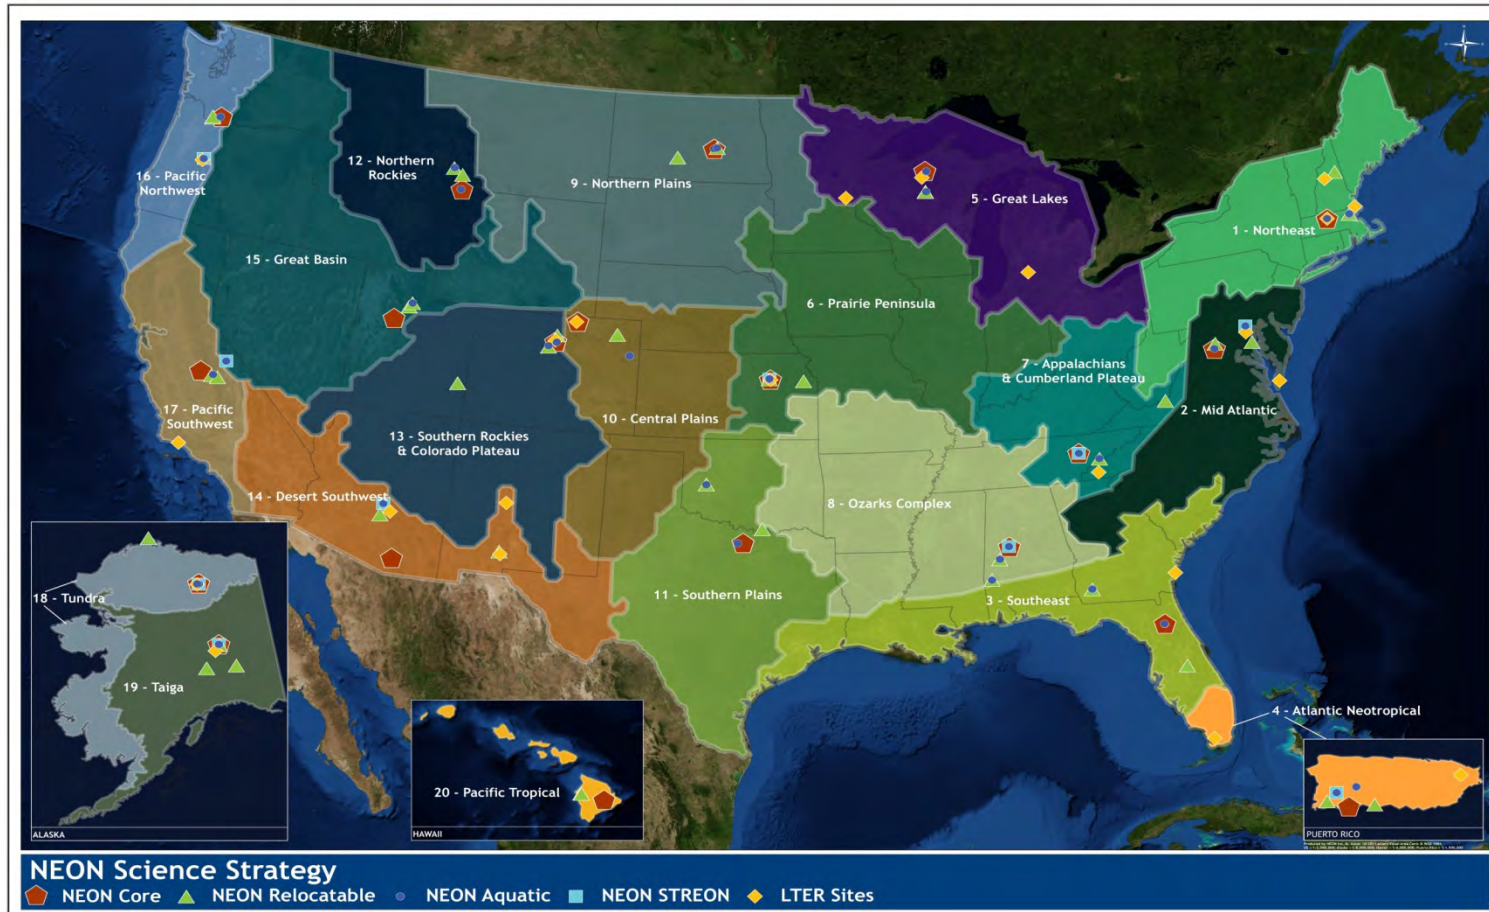 16 - Pacific
Northwest
12 - Northern
Rockies
9 - Northern Plains
5 - Great Lakes
1 - Northeast
15 - Great Basin
6 - Prairie Peninsula
7 - Appalachians
& Cumberland Plateau
2 - Mid Atlantic
17 - Pacific
Southwest
13 - Southern Rockies
& Colorado Plateau
10 - Central Plains
14 - Desert Southwest
8 - Ozarks Complex
11 - Southern Plains
3 - Southeast
18 - Tundra
19 - Taiga
ALASKA
20 - Pacific Tropical
HAWAII
4 - Atlantic Neotropical
PUERTO RICO
NEON Science Strategy
NEON Core NEON Relocatable NEON Aquatic NEON STREON LTER Sites